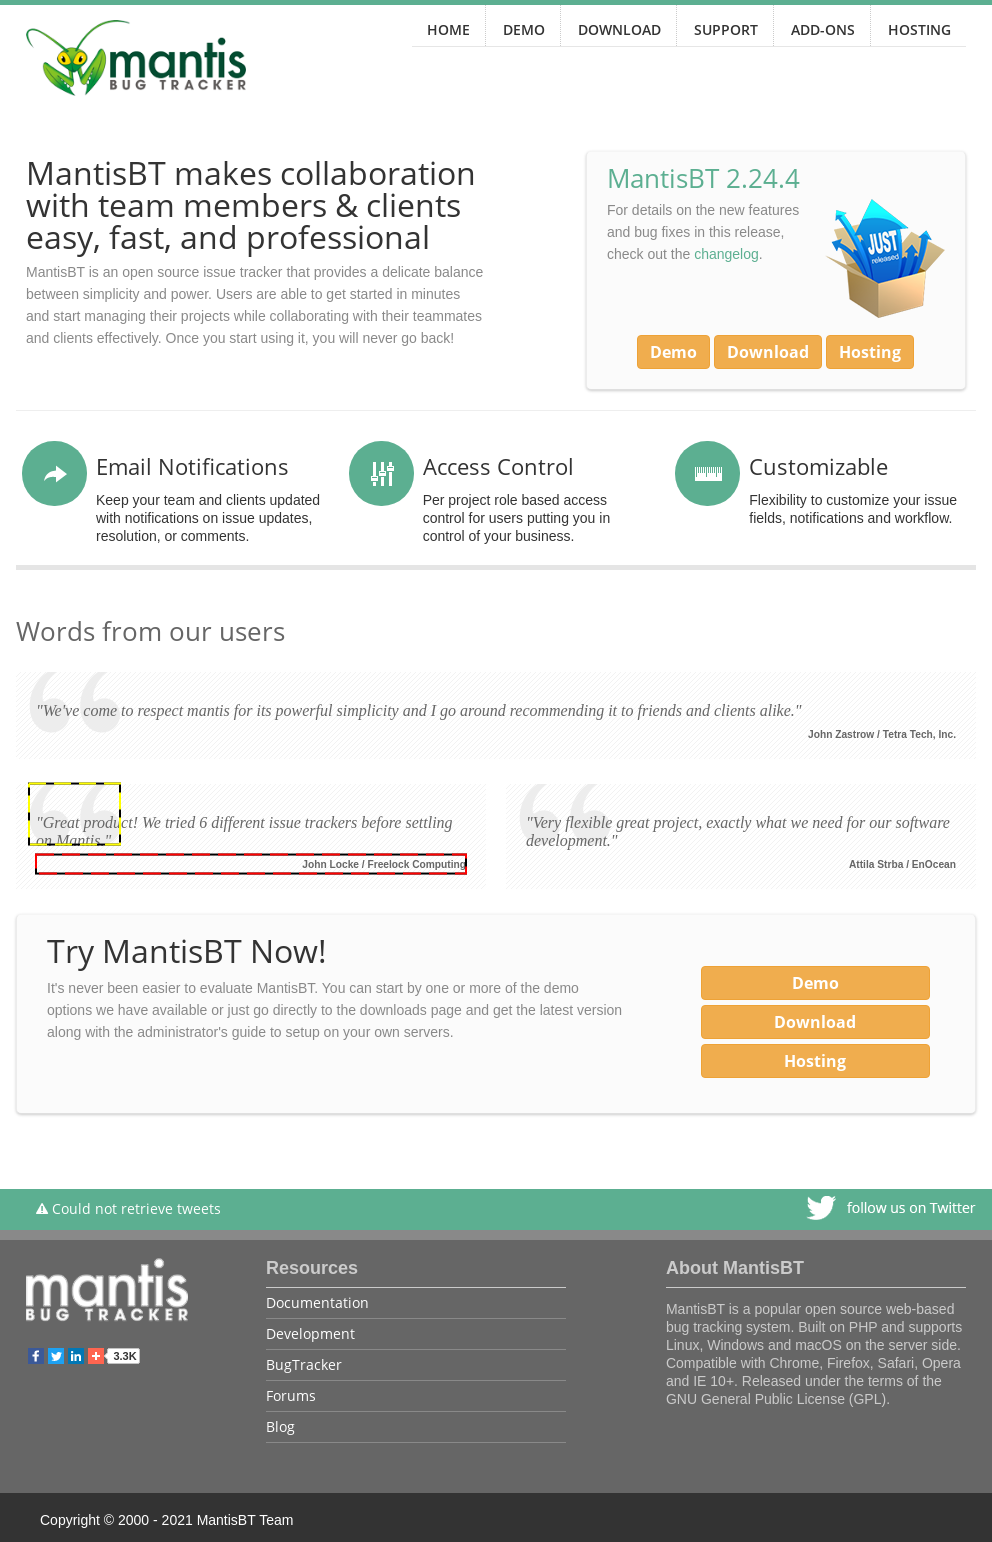 mantis
BUG TRACKER
HOME
DEMO
DOWNLOAD
SUPPORT
ADD-ONS
HOSTING
MantisBT makes collaboration
with team members & clients
easy, fast, and professional
MantisBT is an open source issue tracker that provides a delicate balance
between simplicity and power. Users are able to get started in minutes
and start managing their projects while collaborating with their teammates
and clients effectively. Once you start using it, you will never go back!
MantisBT 2.24.4
For details on the new features
and bug fixes in this release,
check out the changelog.
JUST
released
Demo
Download
Hosting
Email Notifications
Keep your team and clients updated
with notifications on issue updates,
resolution, or comments.
Access Control
Per project role based access
control for users putting you in
control of your business.
Customizable
Flexibility to customize your issue
fields, notifications and workflow.
Words from our users
"We've come to respect mantis for its powerful simplicity and I go around recommending it to friends and clients alike."
John Zastrow / Tetra Tech, Inc.
"Great product! We tried 6 different issue trackers before settling
on Mantis."
John Locke / Freelock Computing
"Very flexible great project, exactly what we need for our software
development."
Attila Strba / EnOcean
Try MantisBT Now!
It's never been easier to evaluate MantisBT. You can start by one or more of the demo
options we have available or just go directly to the downloads page and get the latest version
along with the administrator's guide to setup on your own servers.
Demo
Download
Hosting
Could not retrieve tweets
follow us on Twitter
mantis
BUG TRACKER
3.3K
Resources
Documentation
Development
BugTracker
Forums
Blog
About MantisBT
MantisBT is a popular open source web-based
bug tracking system. Built on PHP and supports
Linux, Windows and macOS on the server side.
Compatible with Chrome, Firefox, Safari, Opera
and IE 10+. Released under the terms of the
GNU General Public License (GPL).
Copyright © 2000 - 2021 MantisBT Team